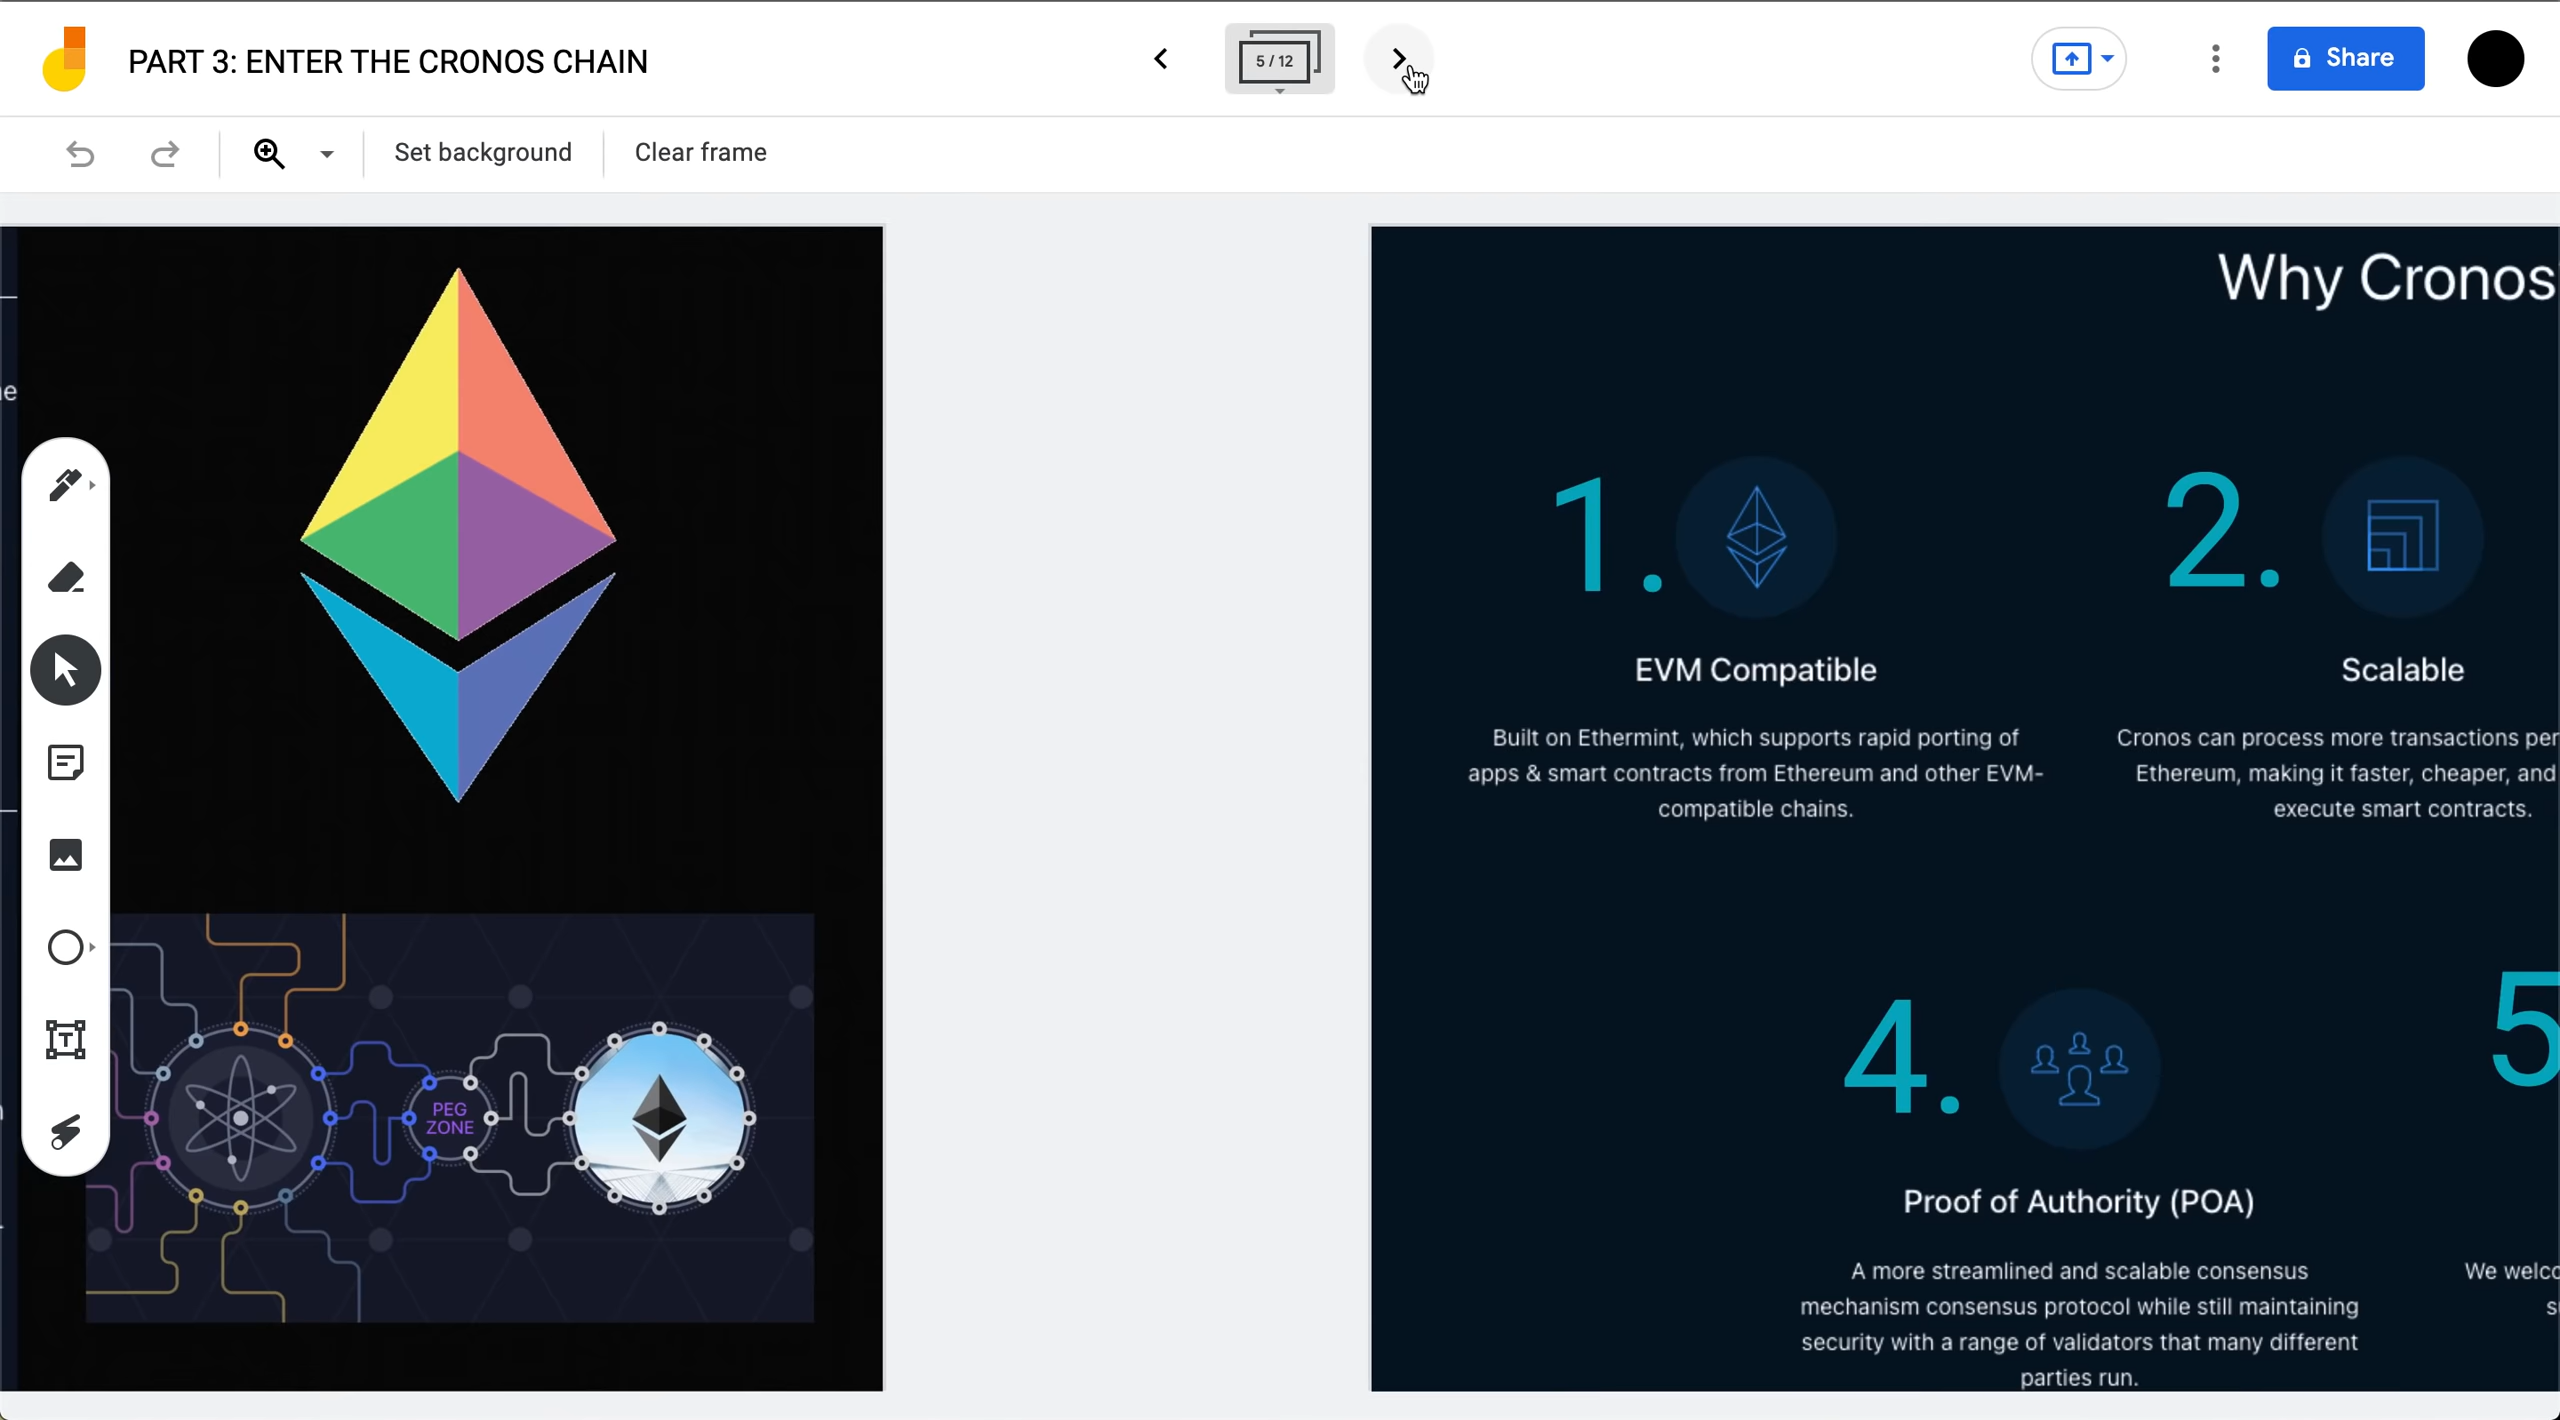 PART 3: ENTER THE CRONOS CHAIN
5 / 12
Share
Set background
Clear frame
PEG
ZONE
Why Cronos
1.
2.
EVM Compatible
Scalable
Built on Ethermint, which supports rapid porting of
apps & smart contracts from Ethereum and other EVM-
compatible chains.
Cronos can process more transactions per
Ethereum, making it faster, cheaper, and
execute smart contracts.
4.
5
Proof of Authority (POA)
A more streamlined and scalable consensus
mechanism consensus protocol while still maintaining
security with a range of validators that many different
parties run.
We